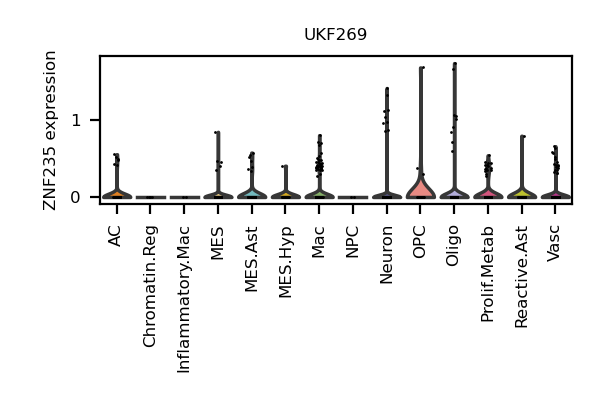 UKF269
ZNF235 expression
1
0
AC
Chromatin.Reg
Inflammatory.Mac
MES
MES.Ast
MES.Hyp
Mac
NPC
Neuron
OPC
Oligo
Prolif.Metab
Reactive.Ast
Vasc